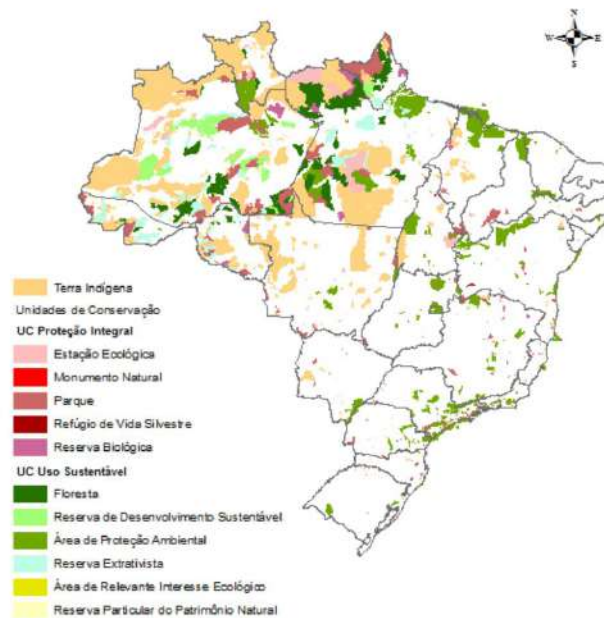 N
W E
S
Terra Indígena
Unidades de Conservação
UC Proteção Integral
Estação Ecológica
Monumento Natural
Parque
Refúgio de Vida Silvestre
Reserva Biológica
UC Uso Sustentável
Floresta
Reserva de Desenvolvimento Sustentável
Área de Proteção Ambiental
Reserva Extrativista
Área de Relevante Interesse Ecológico
Reserva Particular do Patrimônio Natural